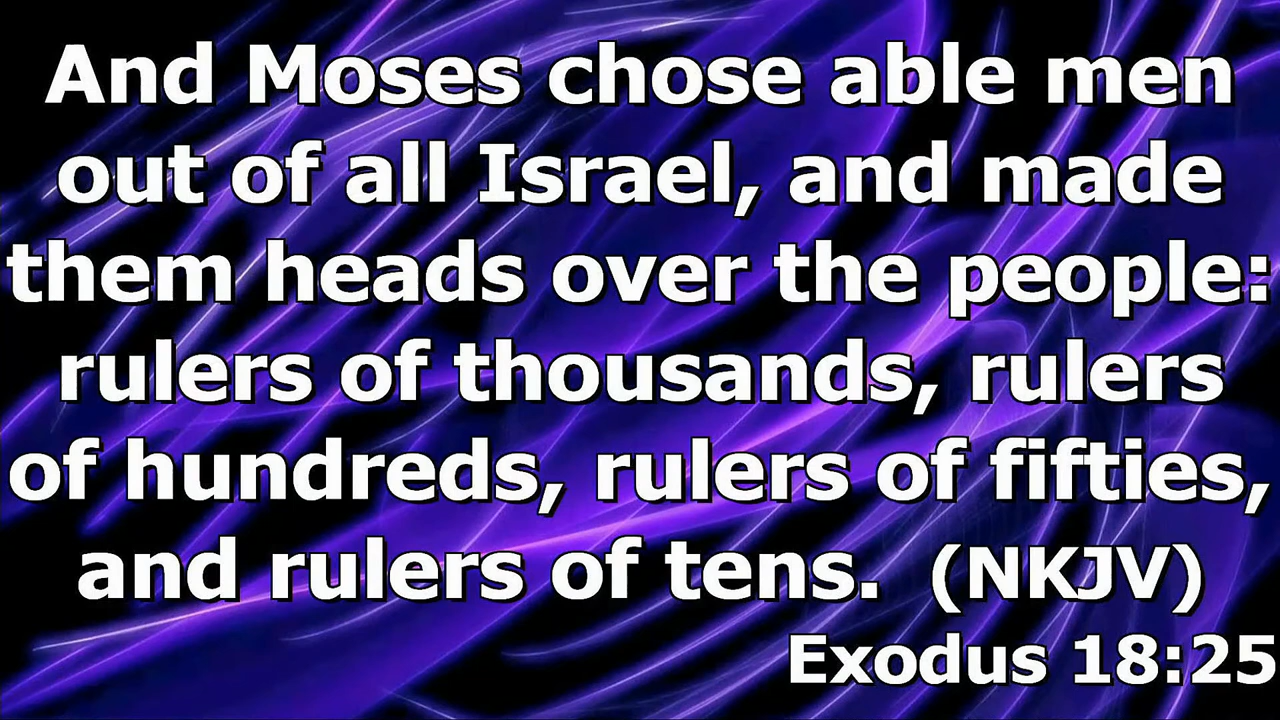 And Moses chose able men
out of all Israel, and made
them heads over the people:
rulers of thousands, rulers
of hundreds, rulers of fifties,
and rulers of tens.  (NKJV)
Exodus 18:25